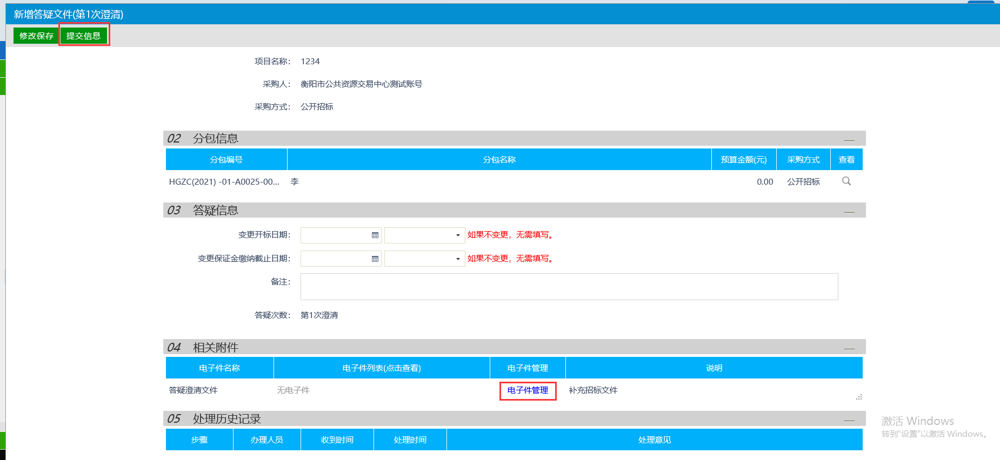 新增答疑文件(第1次澄清)
修改保存 提交信息
项目名称： 1234
采购人： 衡阳市公共资源交易中心测试账号
采购方式： 公开招标
02 分包信息
分包编号 分包名称 预算金额(元) 采购方式 查看
HGZC(2021) -01-A0025-00... 李 0.00 公开招标
03 答疑信息
变更开标日期： 如果不变更，无需填写。
变更保证金缴纳截止日期： 如果不变更，无需填写。
备注：
答疑次数： 第1次澄清
04 相关附件
电子件名称 电子件列表(点击查看) 电子件管理 说明
答疑澄清文件 无电子件 电子件管理 补充招标文件
05 处理历史记录
激活 Windows
转到“设置”以激活 Windows。
步骤 办理人员 收到时间 处理时间 处理意见